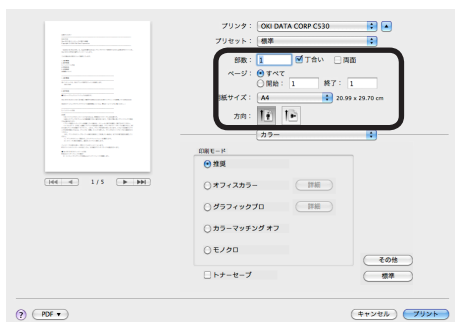 プリンタ： OKI DATA CORP C530
プリセット： 標準
部数： 1 丁合い 両面
ページ： すべて
開始： 1 終了： 1
用紙サイズ： A4 20.99 x 29.70 cm
方向：
カラー
印刷モード
推奨
オフィスカラー 詳細
グラフィックプロ 詳細
カラーマッチング オフ
モノクロ
トナーセーブ
1 / 5
その他
標準
? PDF キャンセル プリント